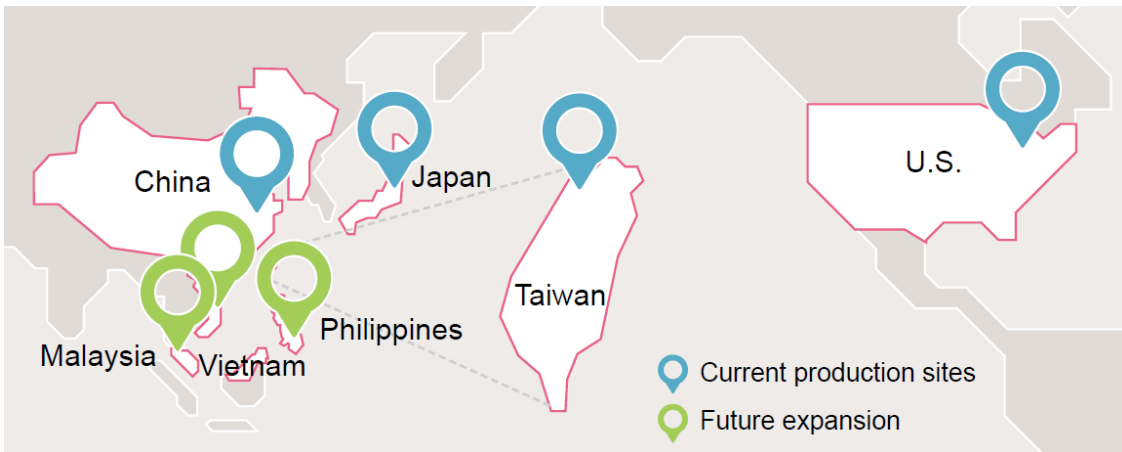 China
Japan
U.S.
Taiwan
Philippines
Malaysia
Vietnam
Current production sites
Future expansion